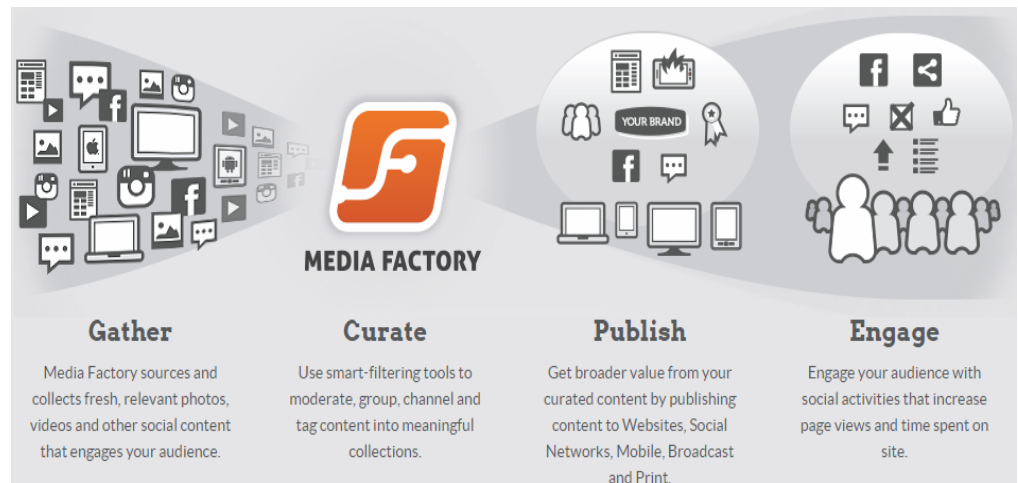 YOUR BRAND
MEDIA FACTORY
Gather
Media Factory sources and
collects fresh, relevant photos,
videos and other social content
that engages your audience.
Curate
Use smart-filtering tools to
moderate, group, channel and
tag content into meaningful
collections.
Publish
Get broader value from your
curated content by publishing
content to Websites, Social
Networks, Mobile, Broadcast
and Print.
Engage
Engage your audience with
social activities that increase
page views and time spent on
site.